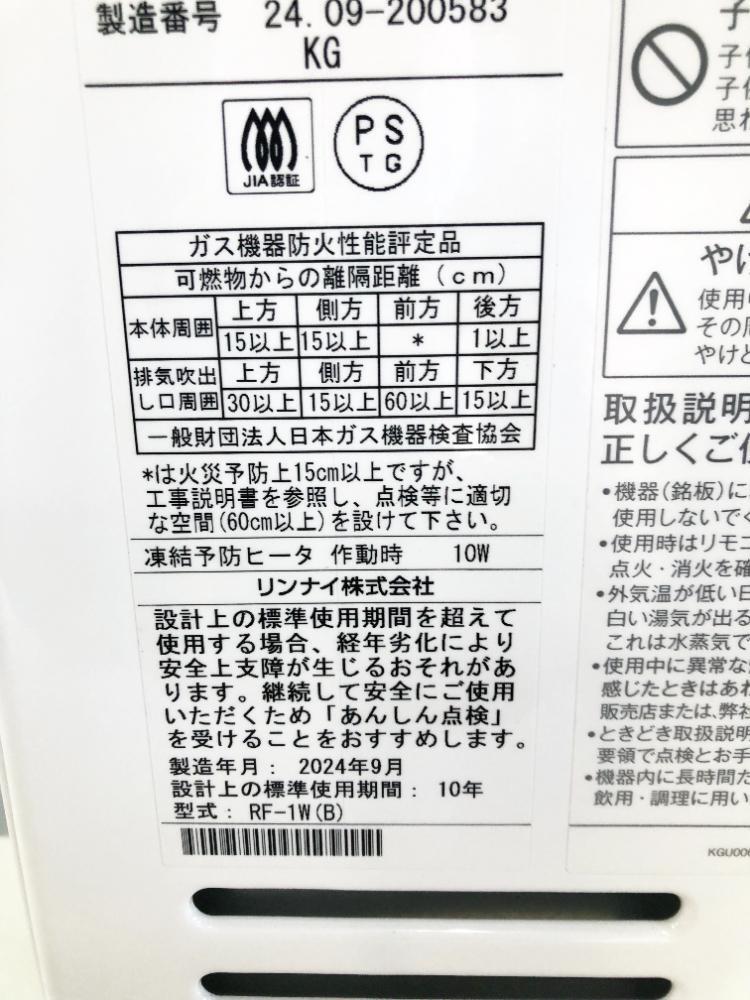 製造番号 24.09-200583
KG
JIA認証
PS
TG
ガス機器防火性能評定品
可燃物からの離隔距離(cm)
本体周囲 上方 側方 前方 後方
15以上 15以上 * 1以上
排気吹出し口周囲 上方 側方 前方 下方
30以上 15以上 60以上 15以上
一般財団法人日本ガス機器検査協会
*は火災予防上15cm以上ですが、
工事説明書を参照し、点検等に適切
な空間(60cm以上)を設けて下さい。
凍結予防ヒータ 作動時 10W
リンナイ株式会社
設計上の標準使用期間を超えて
使用する場合、経年劣化により
安全上支障が生じるおそれがあ
ります。継続して安全にご使用
いただくため「あんしん点検」
を受けることをおすすめします。
製造年月: 2024年9月
設計上の標準使用期間: 10年
型式: RF-1W(B)
子
子
思
やけ
使用
その
やけど
取扱説明
正しくご
•機器(銘板)に
使用しないでく
•使用時はリモコ
点火・消火を確
•外気温が低い日
白い湯気が出る
これは水蒸気で
•使用中に異常な
感じたときはあ
販売店または、弊社
•ときどき取扱説明
要領で点検とお手
•機器内に長時間た
飲用・調理に用い
KGU006